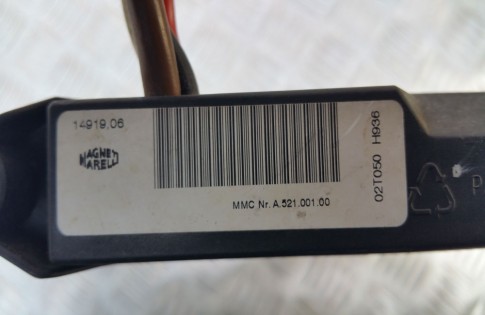 14919,06
MAGNETI
MARELLI
MMC Nr. A.521.001.00
02T050 H936
P